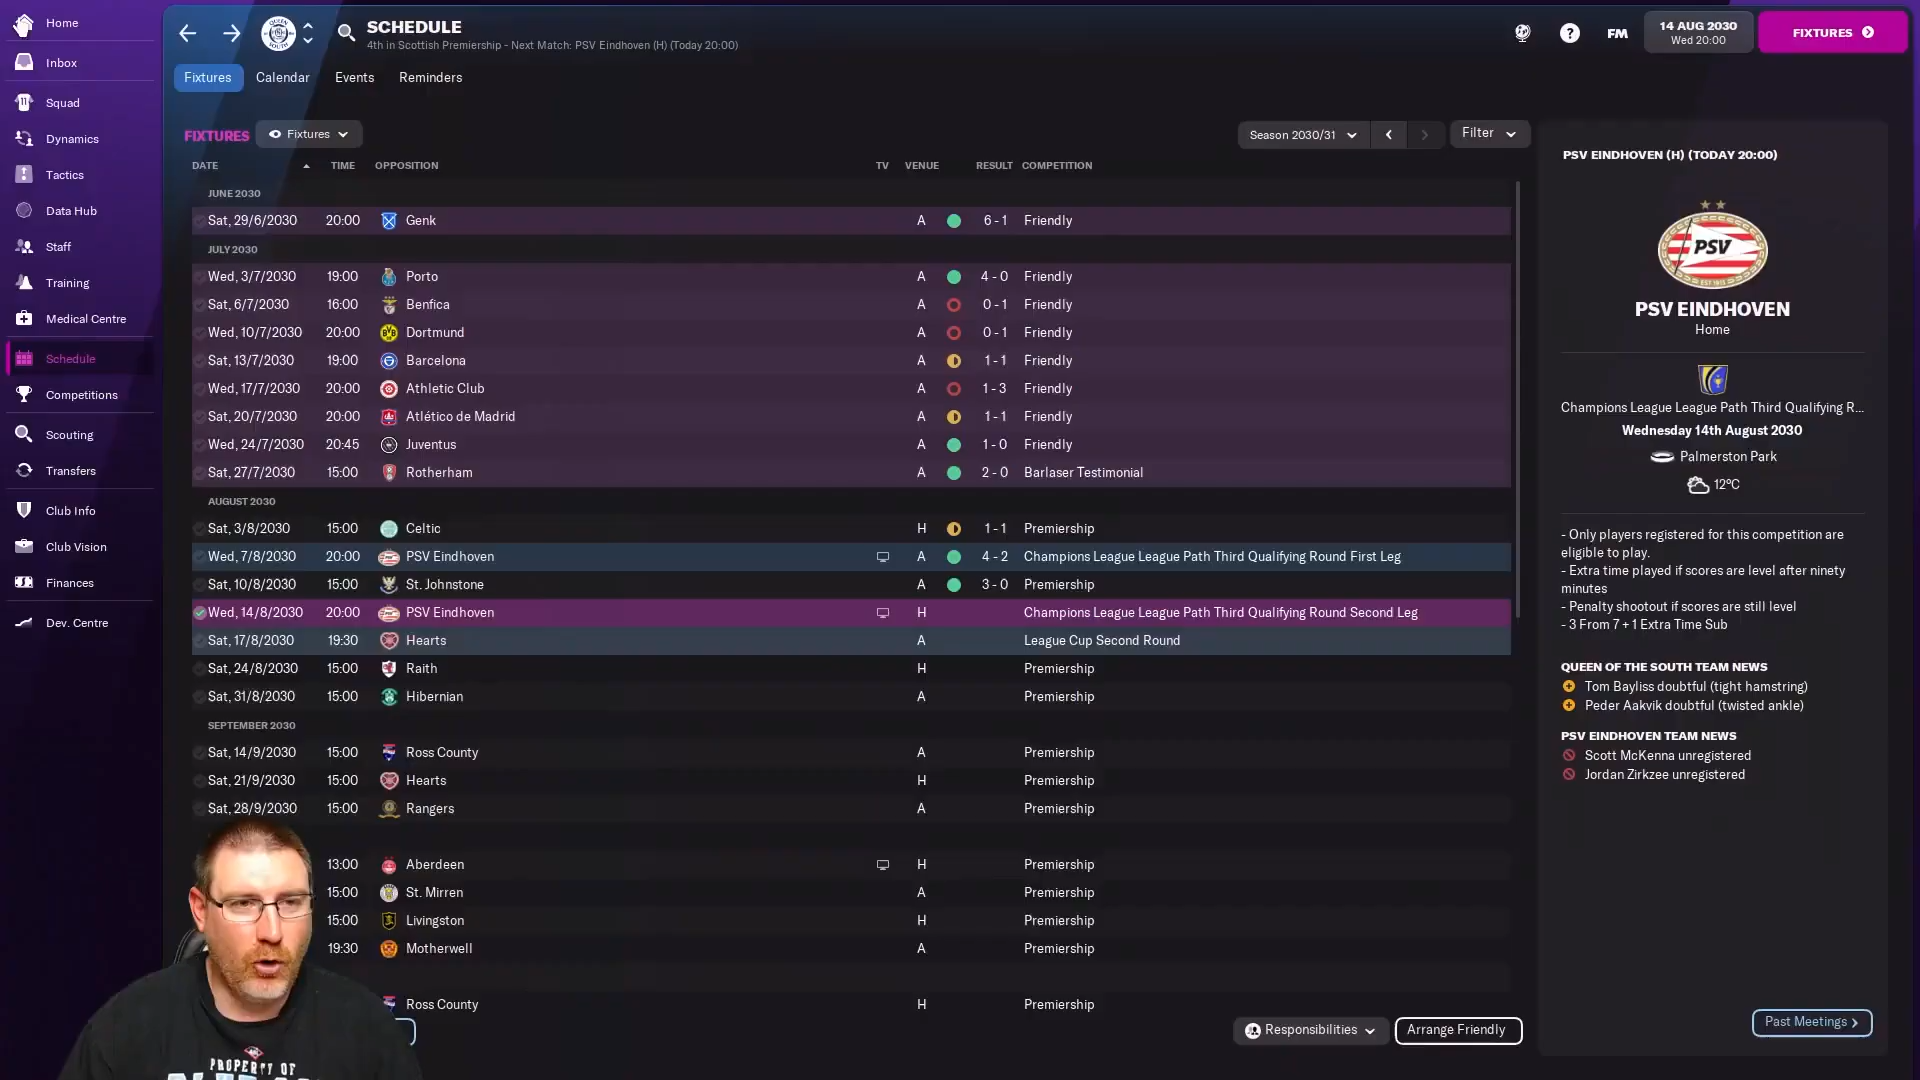 Home
Inbox
Squad
Dynamics
Tactics
Data Hub
Staff
Training
Medical Centre
Schedule
Competitions
Scouting
Transfers
Club Info
Club Vision
Finances
Dev. Centre
SCHEDULE
4th in Scottish Premiership - Next Match: PSV Eindhoven (H) (Today 20:00)
FM
14 AUG 2030
Wed 20:00
FIXTURES
Fixtures Calendar Events Reminders
FIXTURES Fixtures
Season 2030/31 Filter
DATE TIME OPPOSITION TV VENUE RESULT COMPETITION
JUNE 2030
Sat, 29/6/2030 20:00 Genk A 6 - 1 Friendly
JULY 2030
Wed, 3/7/2030 19:00 Porto A 4 - 0 Friendly
Sat, 6/7/2030 16:00 Benfica A 0 - 1 Friendly
Wed, 10/7/2030 20:00 Dortmund A 0 - 1 Friendly
Sat, 13/7/2030 19:00 Barcelona A 1 - 1 Friendly
Wed, 17/7/2030 20:00 Athletic Club A 1 - 3 Friendly
Sat, 20/7/2030 20:00 Atlético de Madrid A 1 - 1 Friendly
Wed, 24/7/2030 20:45 Juventus A 1 - 0 Friendly
Sat, 27/7/2030 15:00 Rotherham A 2 - 0 Barlaser Testimonial
AUGUST 2030
Sat, 3/8/2030 15:00 Celtic H 1 - 1 Premiership
Wed, 7/8/2030 20:00 PSV Eindhoven A 4 - 2 Champions League League Path Third Qualifying Round First Leg
Sat, 10/8/2030 15:00 St. Johnstone A 3 - 0 Premiership
Wed, 14/8/2030 20:00 PSV Eindhoven H Champions League League Path Third Qualifying Round Second Leg
Sat, 17/8/2030 19:30 Hearts A League Cup Second Round
Sat, 24/8/2030 15:00 Raith H Premiership
Sat, 31/8/2030 15:00 Hibernian A Premiership
SEPTEMBER 2030
Sat, 14/9/2030 15:00 Ross County A Premiership
Sat, 21/9/2030 15:00 Hearts H Premiership
Sat, 28/9/2030 15:00 Rangers A Premiership
13:00 Aberdeen H Premiership
15:00 St. Mirren A Premiership
15:00 Livingston H Premiership
19:30 Motherwell A Premiership
Ross County H Premiership
Responsibilities Arrange Friendly
PSV EINDHOVEN (H) (TODAY 20:00)
PSV
PSV EINDHOVEN
Home
Champions League League Path Third Qualifying R...
Wednesday 14th August 2030
Palmerston Park
12°C
- Only players registered for this competition are
eligible to play.
- Extra time played if scores are level after ninety
minutes
- Penalty shootout if scores are still level
- 3 From 7 + 1 Extra Time Sub
QUEEN OF THE SOUTH TEAM NEWS
Tom Bayliss doubtful (tight hamstring)
Peder Aakvik doubtful (twisted ankle)
PSV EINDHOVEN TEAM NEWS
Scott McKenna unregistered
Jordan Zirkzee unregistered
Past Meetings
PROPERTY OF